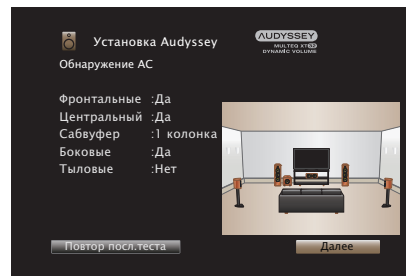 Установка Audyssey
AUDYSSEY
MULTEQ XT32
DYNAMIC VOLUME
Обнаружение АС
Фронтальные :Да
Центральный :Да
Сабвуфер :1 колонка
Боковые :Да
Тыловые :Нет
Повтор посл.теста
Далее